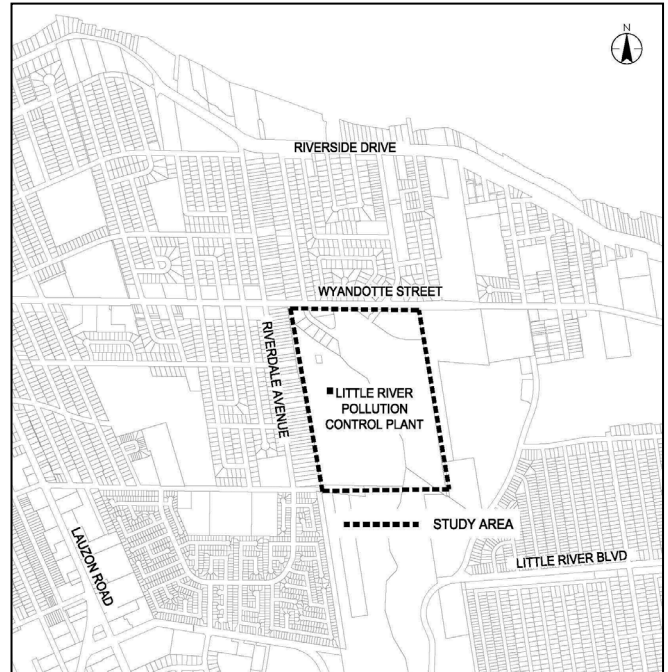 N
RIVERSIDE DRIVE
WYANDOTTE STREET
RIVERDALE AVENUE
LITTLE RIVER
POLLUTION
CONTROL PLANT
STUDY AREA
LAUZON ROAD
LITTLE RIVER BLVD